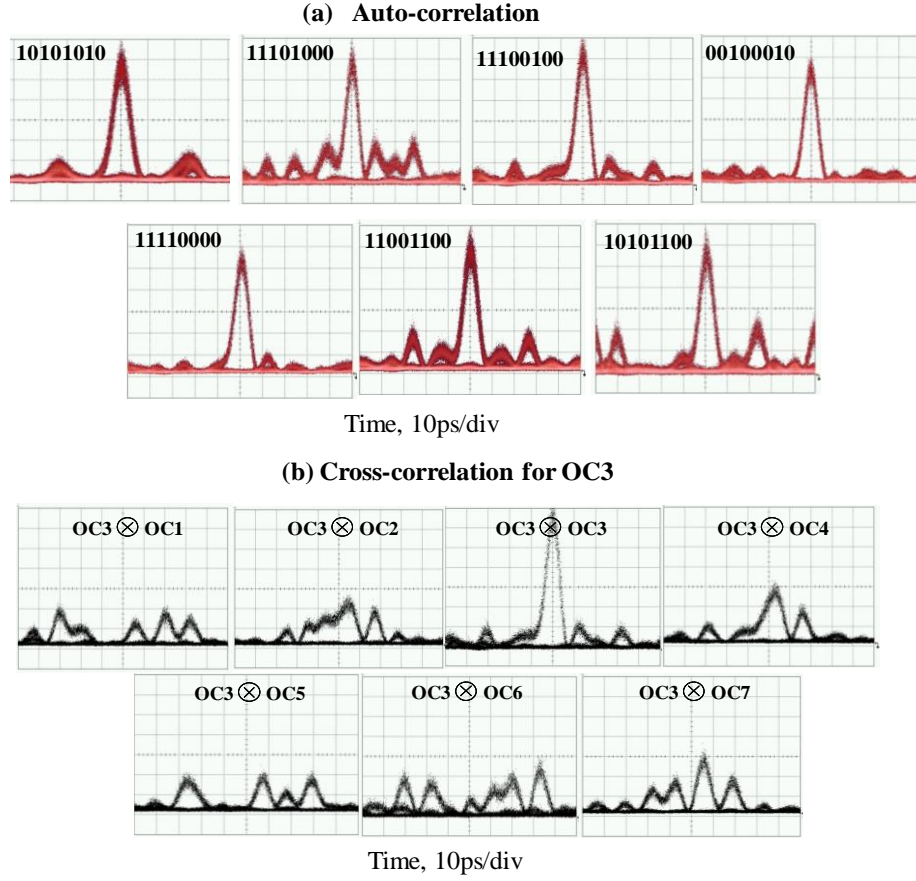 (a) Auto-correlation
10101010 11101000 11100100 00100010
11110000 11001100 10101100
Time, 10ps/div
(b) Cross-correlation for OC3
OC3 ⊗ OC1 OC3 ⊗ OC2 OC3 ⊗ OC3 OC3 ⊗ OC4
OC3 ⊗ OC5 OC3 ⊗ OC6 OC3 ⊗ OC7
Time, 10ps/div